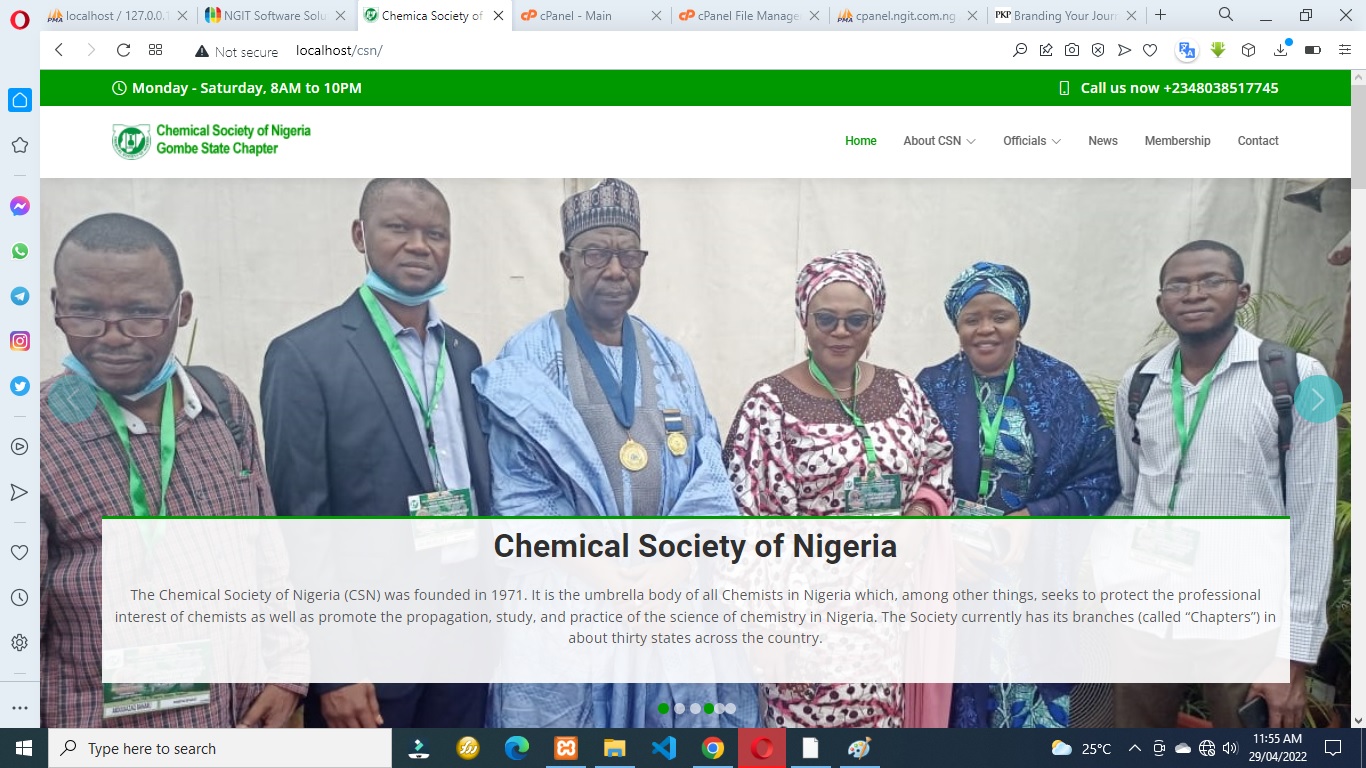 localhost / 127.0.0.1
NGIT Software Solu
Chemica Society of
cPanel - Main
cPanel File Manage
cpanel.ngit.com.ng
PKP Branding Your Jour
Not secure localhost/csn/
Monday - Saturday, 8AM to 10PM
Call us now +2348038517745
Chemical Society of Nigeria
Gombe State Chapter
Home
About CSN
Officials
News
Membership
Contact
Chemical Society of Nigeria
The Chemical Society of Nigeria (CSN) was founded in 1971. It is the umbrella body of all Chemists in Nigeria which, among other things, seeks to protect the professional
interest of chemists as well as promote the propagation, study, and practice of the science of chemistry in Nigeria. The Society currently has its branches (called “Chapters”) in
about thirty states across the country.
Type here to search
25°C
11:55 AM
29/04/2022